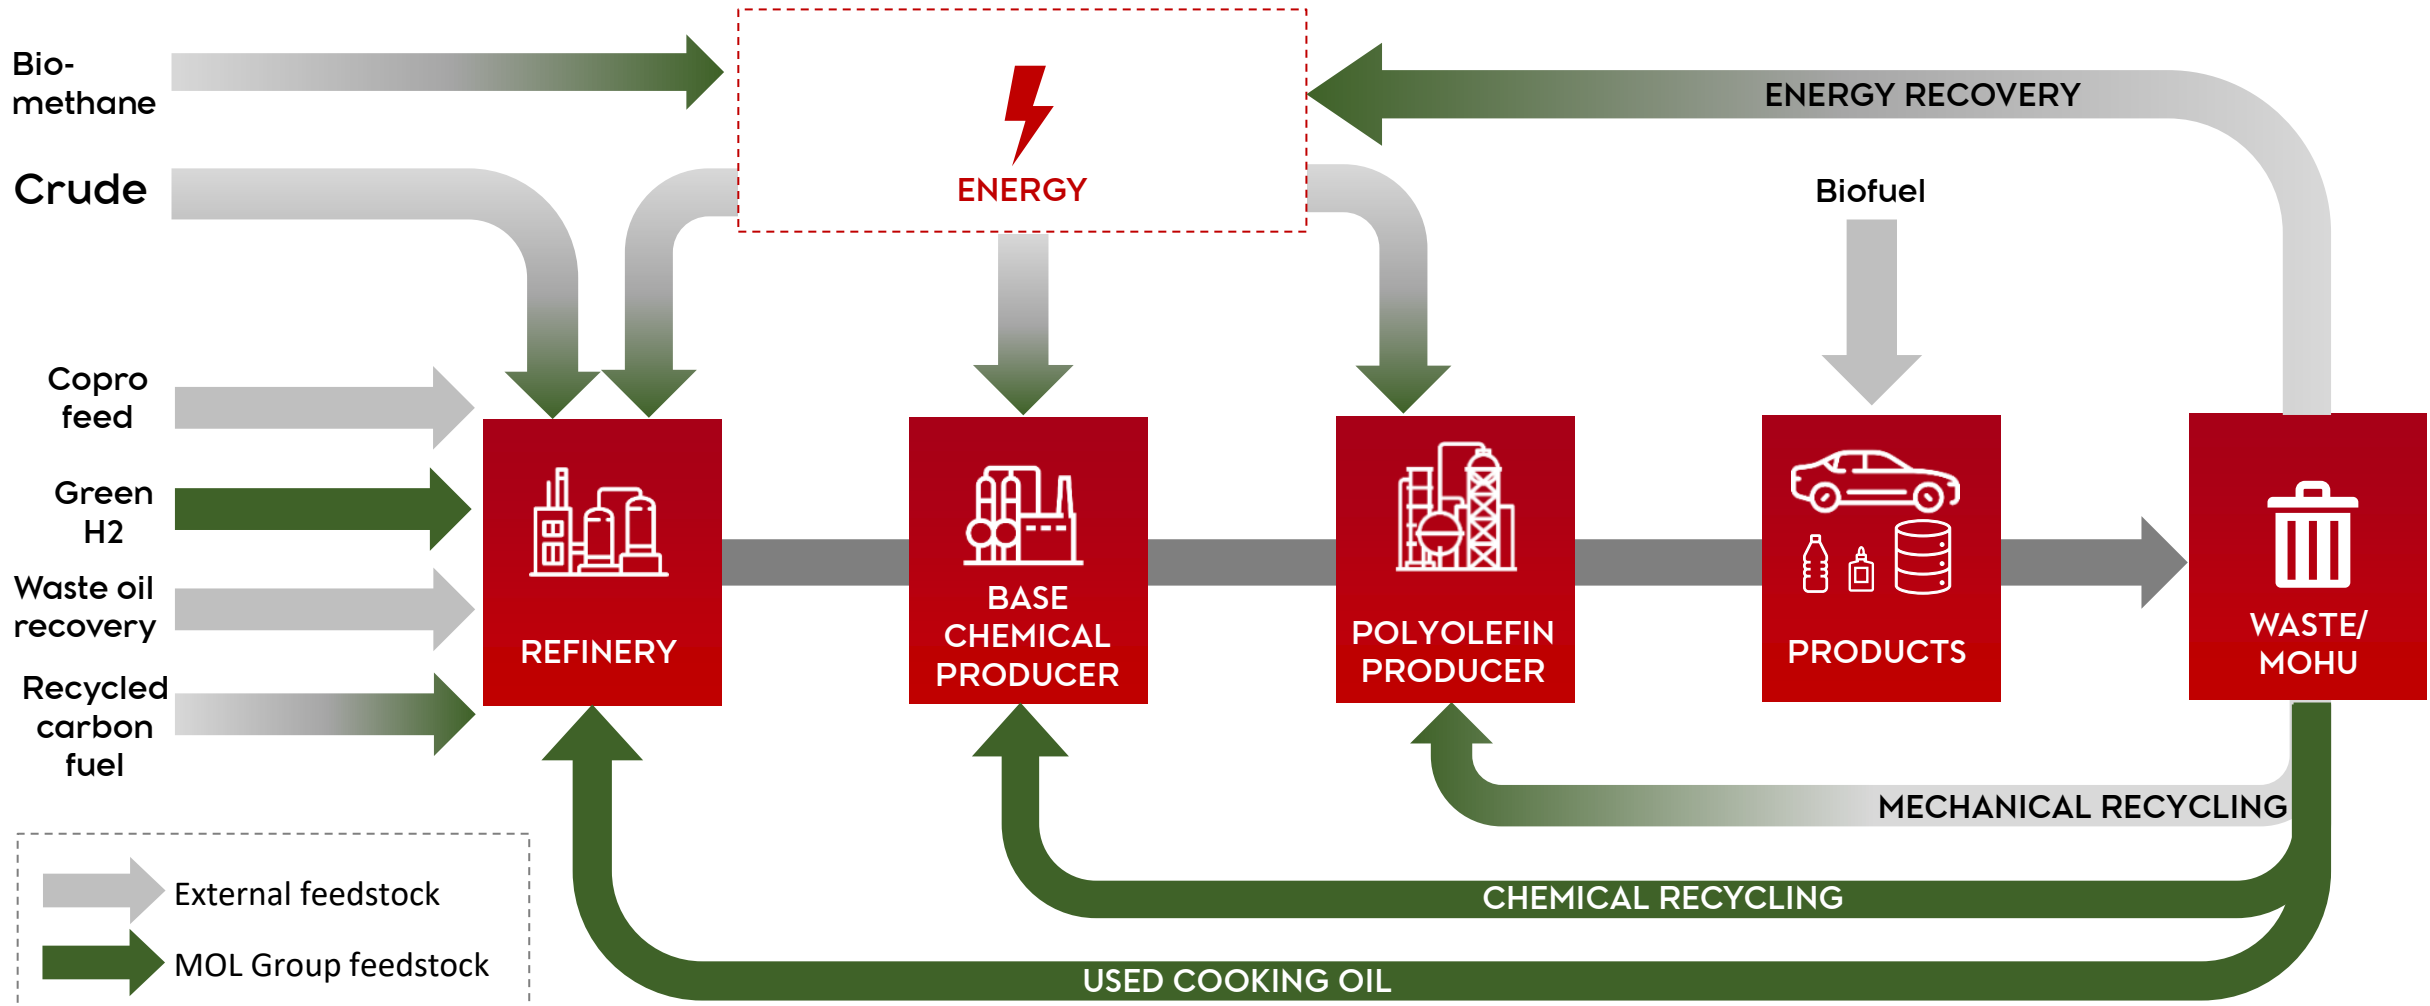 Bio-
methane
ENERGY RECOVERY
Crude
ENERGY
Biofuel
Copro
feed
Green
H2
Waste oil
recovery
Recycled
carbon
fuel
REFINERY
BASE
CHEMICAL
PRODUCER
POLYOLEFIN
PRODUCER
PRODUCTS
WASTE/
MOHU
MECHANICAL RECYCLING
CHEMICAL RECYCLING
USED COOKING OIL
External feedstock
MOL Group feedstock